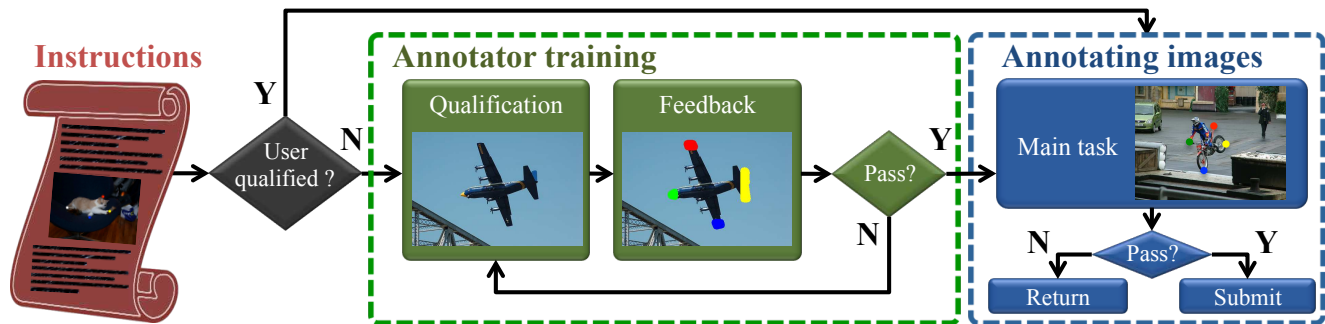 Instructions
User
qualified ?
Y
N
Annotator training
Qualification
Feedback
Pass?
Y
N
Annotating images
Main task
Pass?
N
Y
Return
Submit